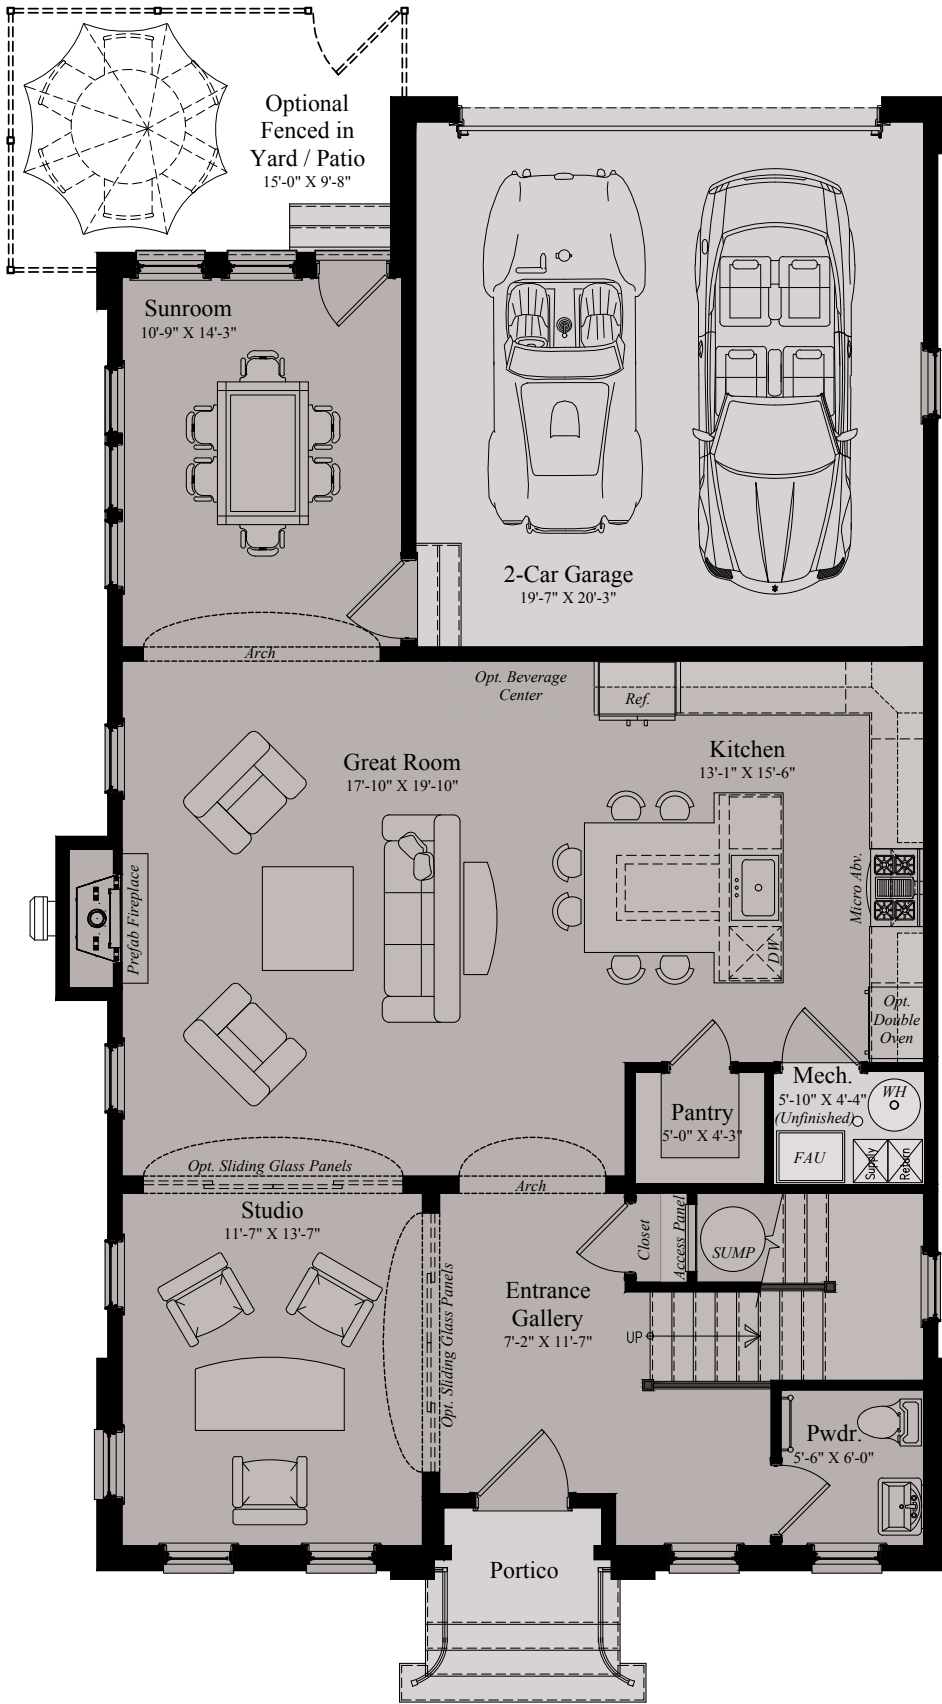 Optional
Fenced in
Yard / Patio
15'-0" X 9'-8"
Sunroom
10'-9" X 14'-3"
2-Car Garage
19'-7" X 20'-3"
Arch
Opt. Beverage
Center
Ref.
Great Room
17'-10" X 19'-10"
Kitchen
13'-1" X 15'-6"
Prefab Fireplace
Micro Abv.
DW
Opt.
Double
Oven
Mech.
5'-10" X 4'-4"
(Unfinished)
WH
Pantry
5'-0" X 4'-3"
FAU
Supply
Return
Opt. Sliding Glass Panels
Arch
Studio
11'-7" X 13'-7"
Closet
Access Panel
SUMP
Opt. Sliding Glass Panels
Entrance
Gallery
7'-2" X 11'-7"
UP
Pwdr.
5'-6" X 6'-0"
Portico